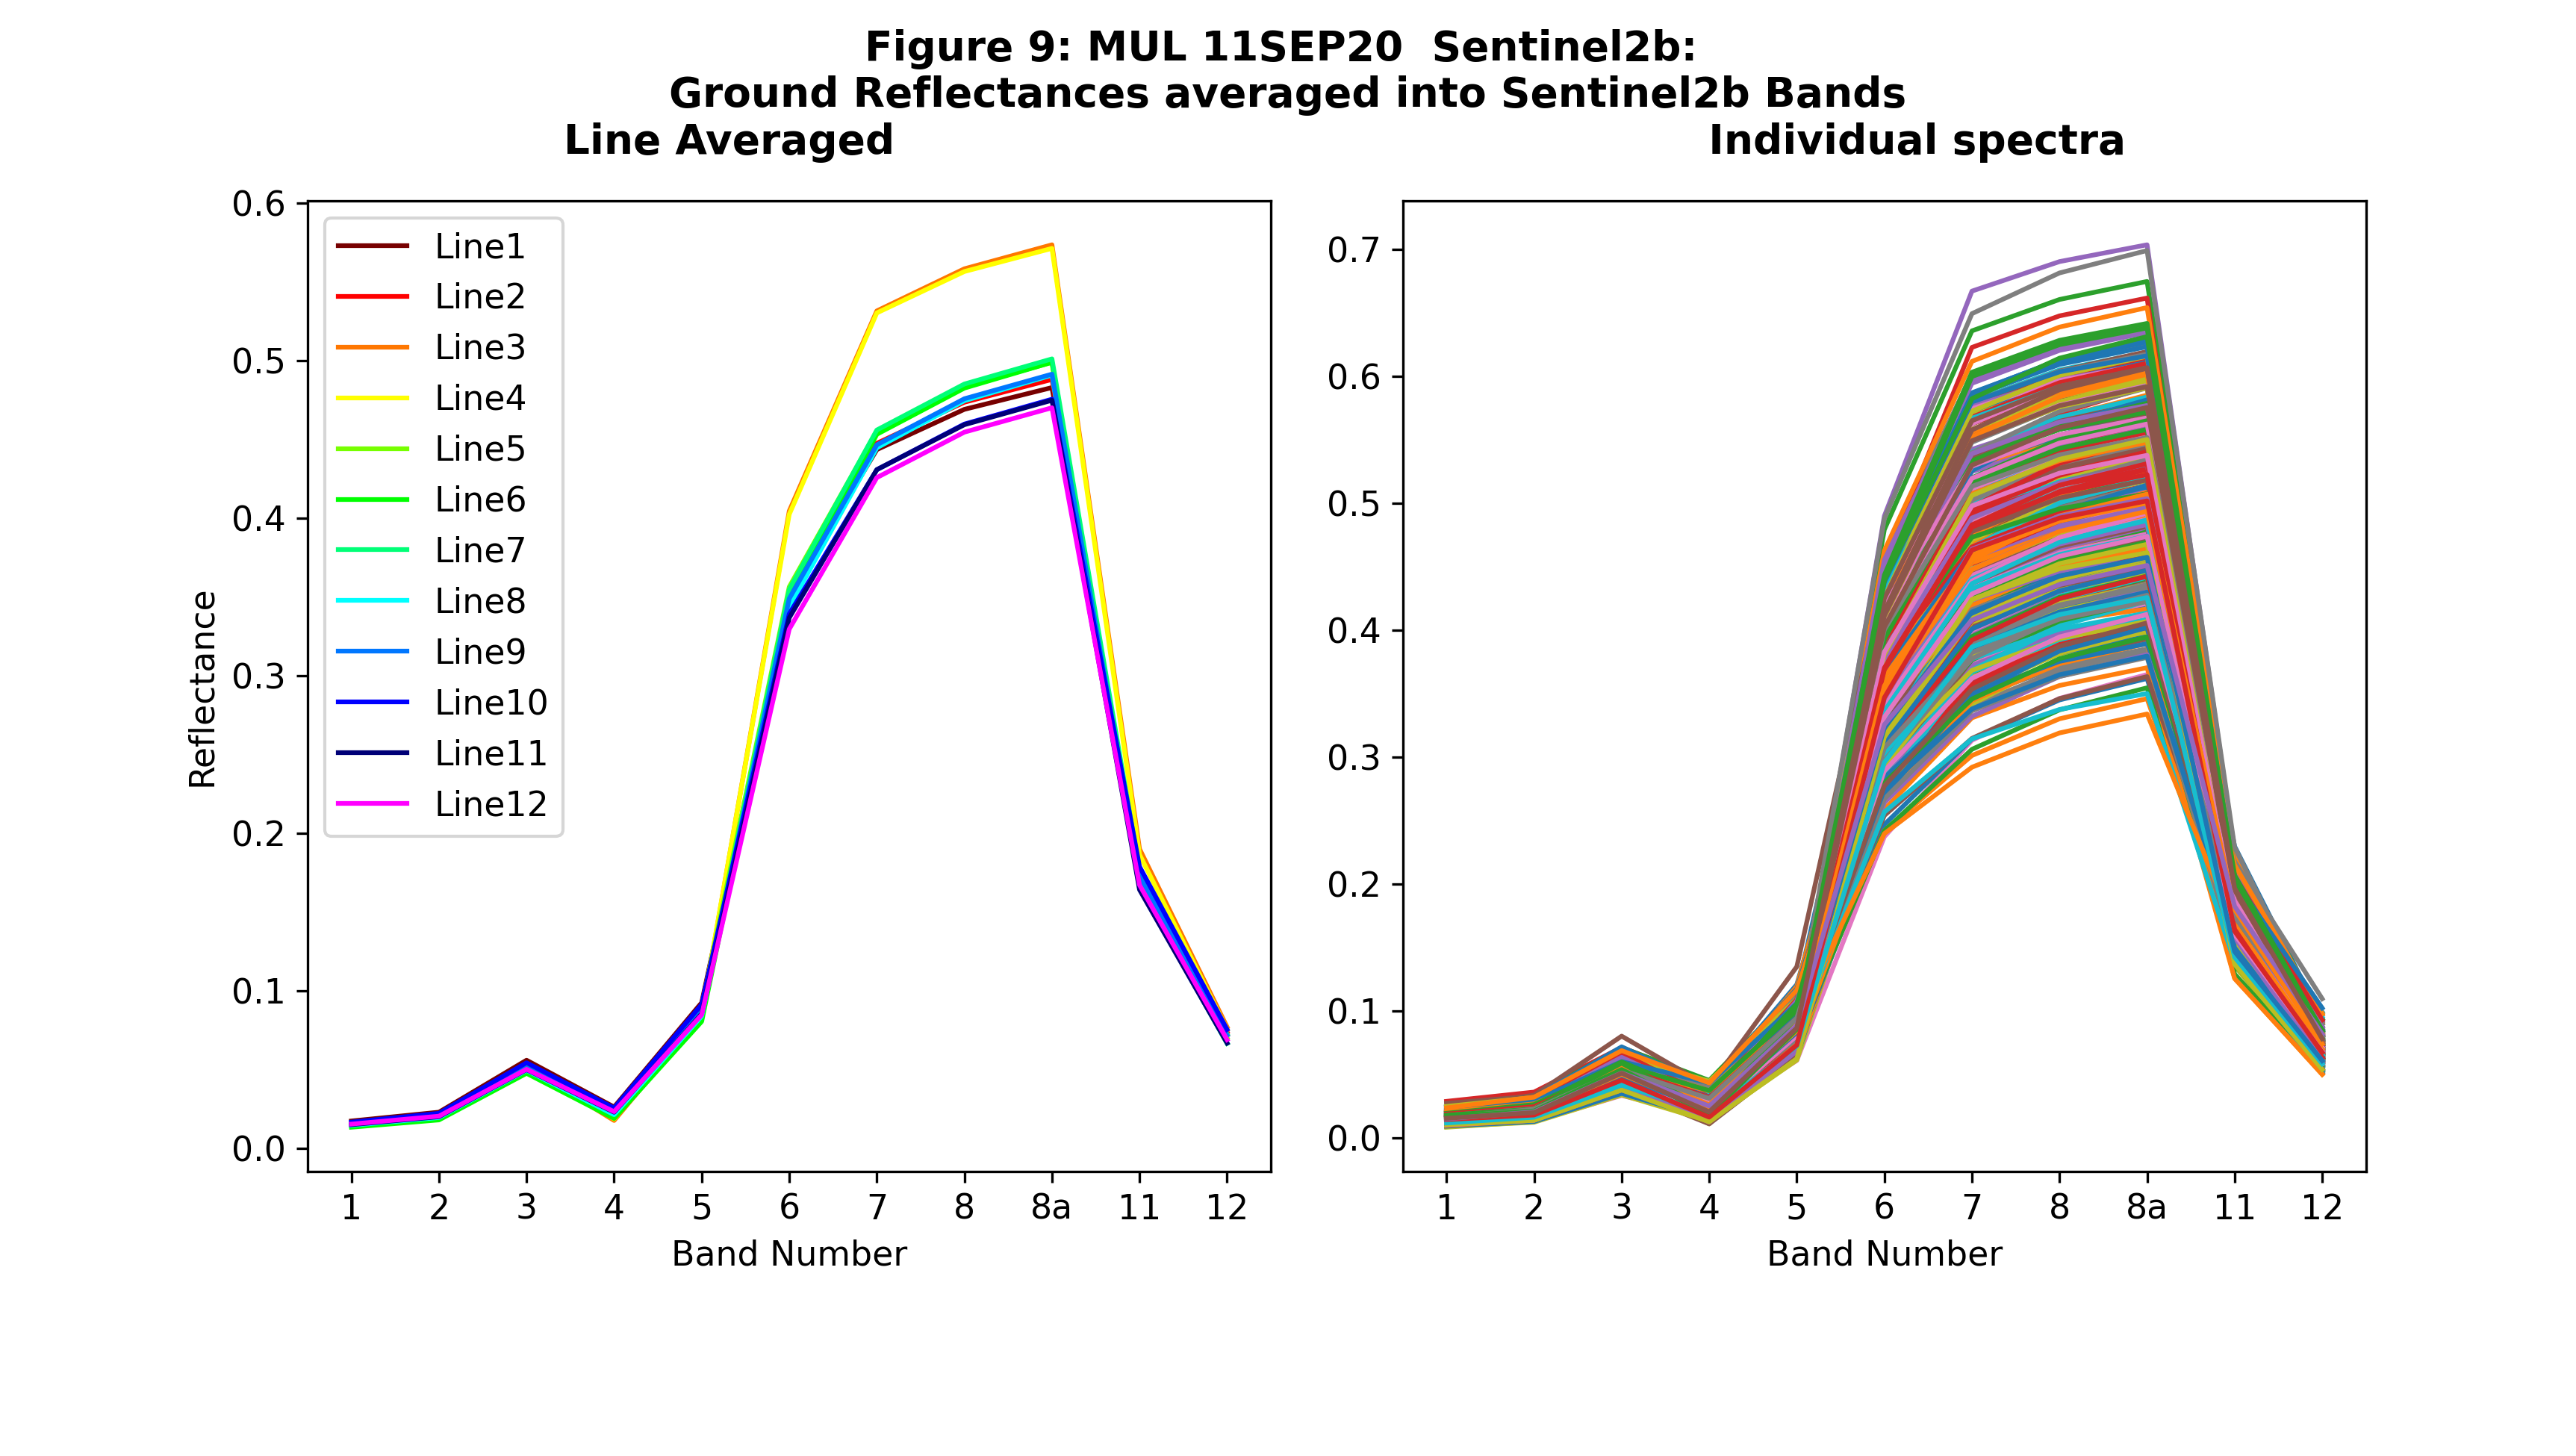 Figure 9: MUL 11SEP20  Sentinel2b:
Ground Reflectances averaged into Sentinel2b Bands
Line Averaged
Individual spectra
Reflectance
0.6
0.5
0.4
0.3
0.2
0.1
0.0
Line1
Line2
Line3
Line4
Line5
Line6
Line7
Line8
Line9
Line10
Line11
Line12
1 2 3 4 5 6 7 8 8a 11 12
Band Number
0.7
0.6
0.5
0.4
0.3
0.2
0.1
0.0
1 2 3 4 5 6 7 8 8a 11 12
Band Number